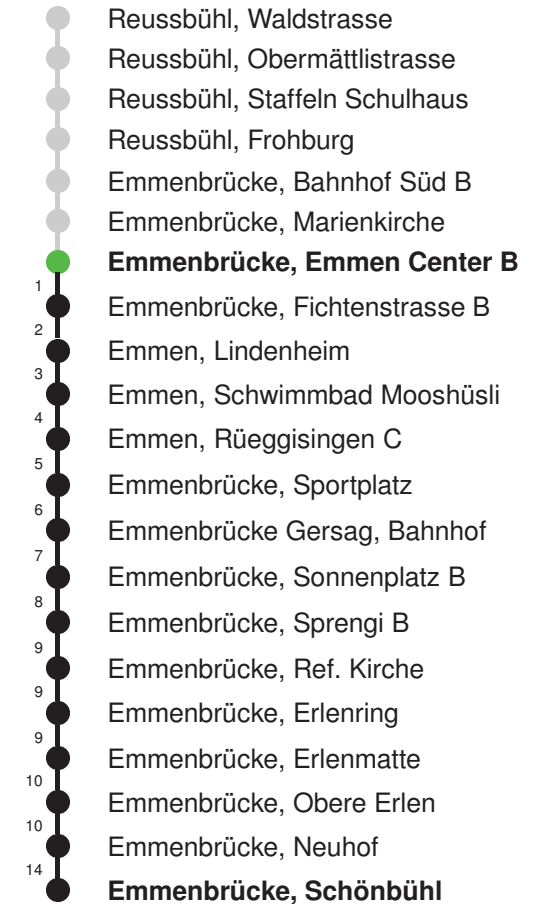 Reussbühl, Waldstrasse
Reussbühl, Obermättlistrasse
Reussbühl, Staffeln Schulhaus
Reussbühl, Frohburg
Emmenbrücke, Bahnhof Süd B
Emmenbrücke, Marienkirche
Emmenbrücke, Emmen Center B
1
Emmenbrücke, Fichtenstrasse B
2
Emmen, Lindenheim
3
Emmen, Schwimmbad Mooshüsli
4
Emmen, Rüeggisingen C
5
Emmenbrücke, Sportplatz
6
Emmenbrücke Gersag, Bahnhof
7
Emmenbrücke, Sonnenplatz B
8
Emmenbrücke, Sprengi B
9
Emmenbrücke, Ref. Kirche
9
Emmenbrücke, Erlenring
9
Emmenbrücke, Erlenmatte
10
Emmenbrücke, Obere Erlen
10
Emmenbrücke, Neuhof
14
Emmenbrücke, Schönbühl